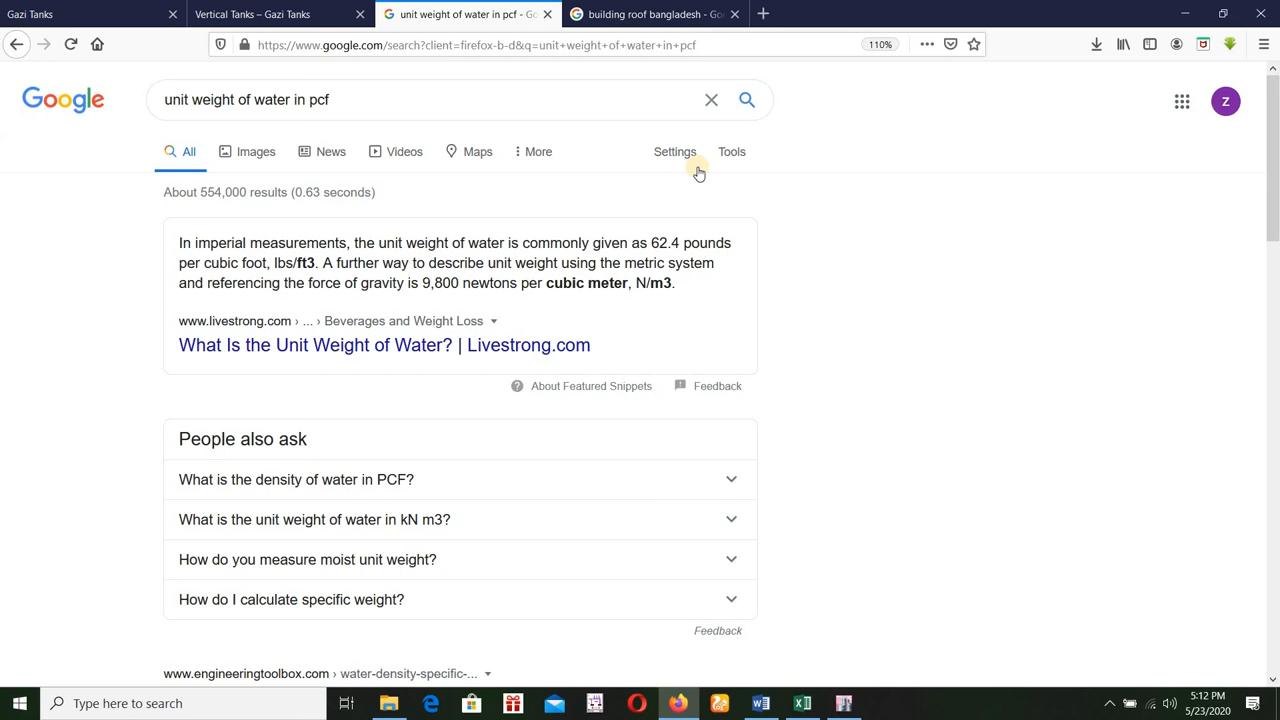 Gazi Tanks
Vertical Tanks – Gazi Tanks
unit weight of water in pcf - Go
building roof bangladesh - Go
https://www.google.com/search?client=firefox-b-d&q=unit+weight+of+water+in+pcf
110%
Google
unit weight of water in pcf
Z
All
Images
News
Videos
Maps
More
Settings
Tools
About 554,000 results (0.63 seconds)
In imperial measurements, the unit weight of water is commonly given as 62.4 pounds
per cubic foot, lbs/ft3. A further way to describe unit weight using the metric system
and referencing the force of gravity is 9,800 newtons per cubic meter, N/m3.
www.livestrong.com › ... › Beverages and Weight Loss
What Is the Unit Weight of Water? | Livestrong.com
About Featured Snippets
Feedback
People also ask
What is the density of water in PCF?
What is the unit weight of water in kN m3?
How do you measure moist unit weight?
How do I calculate specific weight?
Feedback
www.engineeringtoolbox.com › water-density-specific-...
Type here to search
5:12 PM
5/23/2020